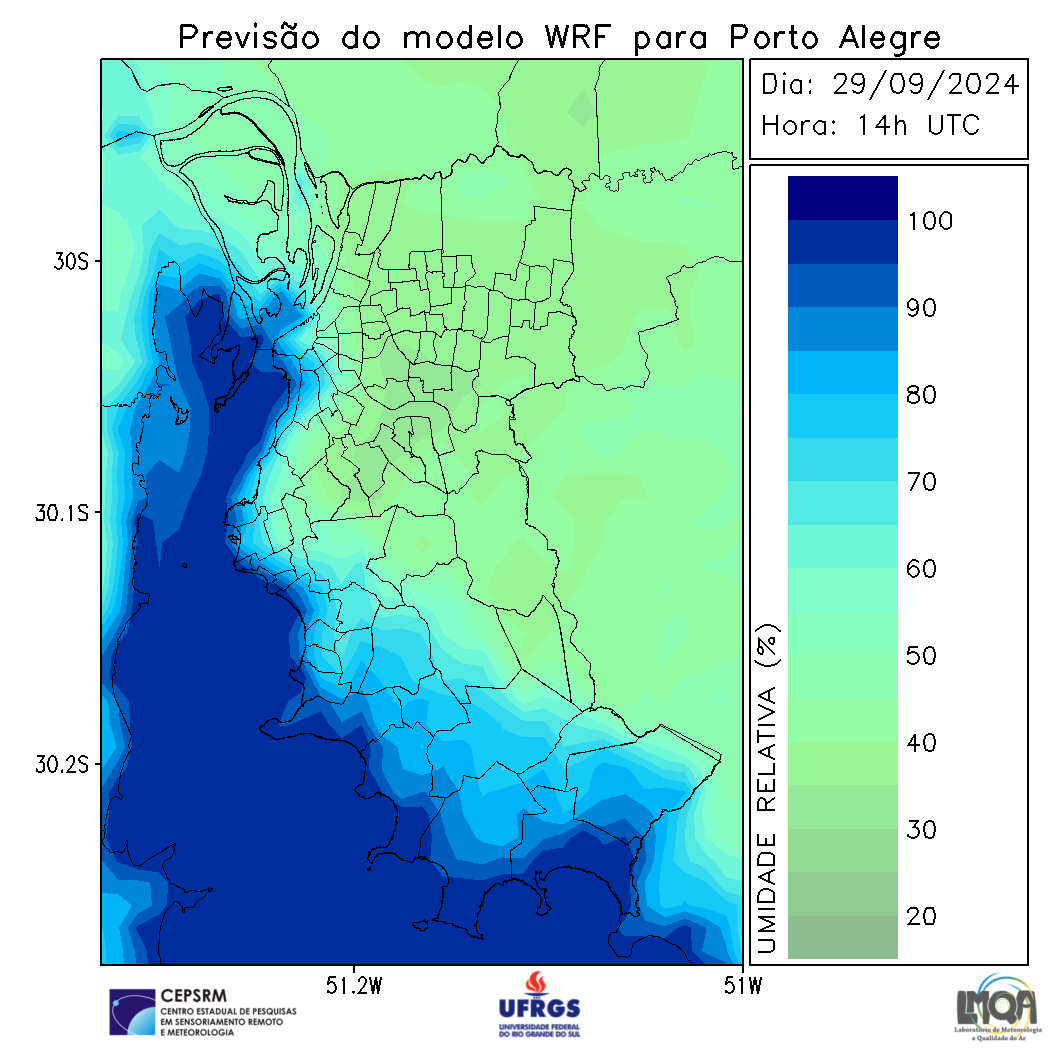 Previsão do modelo WRF para Porto Alegre
Dia: 29/09/2024
Hora: 14h UTC
100
90
80
70
60
50
40
30
20
UMIDADE RELATIVA (%)
30S
30.1S
30.2S
51.2W
51W
CEPSRM
CENTRO ESTADUAL DE PESQUISAS
EM SENSORIAMENTO REMOTO
E METEOROLOGIA
UFRGS
UNIVERSIDADE FEDERAL
DO RIO GRANDE DO SUL
LMQA
Laboratório de Meteorologia
e Qualidade do Ar